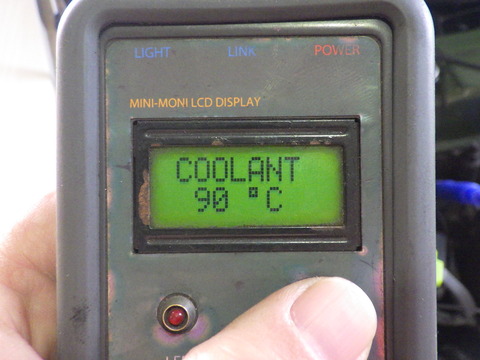 LIGHT LINK POWER
MINI-MONI LCD DISPLAY
COOLANT
90 °C